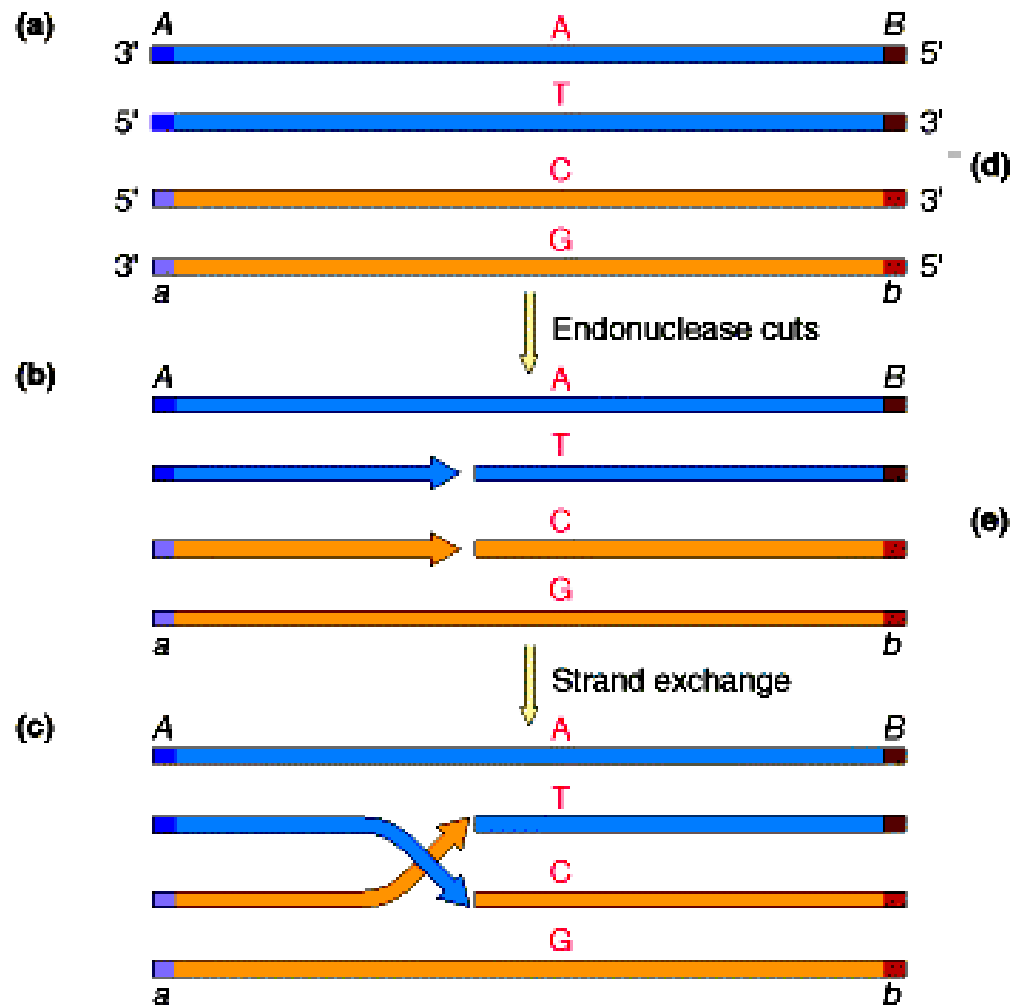 (a) A A B
3' 5'
T
5' 3'
C (d)
5' 3'
G
3' 5'
a b
Endonuclease cuts
(b) A A B
T
C (e)
G
a b
Strand exchange
(c) A A B
T
C
G
a b